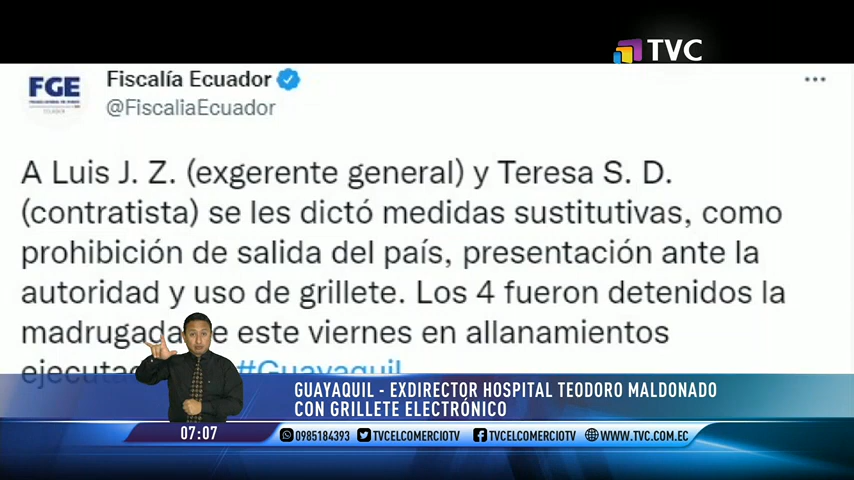 TVC
FGE
Fiscalía Ecuador
@FiscaliaEcuador
A Luis J. Z. (exgerente general) y Teresa S. D.
(contratista) se les dictó medidas sustitutivas, como
prohibición de salida del país, presentación ante la
autoridad y uso de grillete. Los 4 fueron detenidos la
madrugada de este viernes en allanamientos
#Guayaquil
GUAYAQUIL - EXDIRECTOR HOSPITAL TEODORO MALDONADO
CON GRILLETE ELECTRÓNICO
07:07
0985184393 TVCELCOMERCIOTV TVCELCOMERCIOTV WWW.TVC.COM.EC